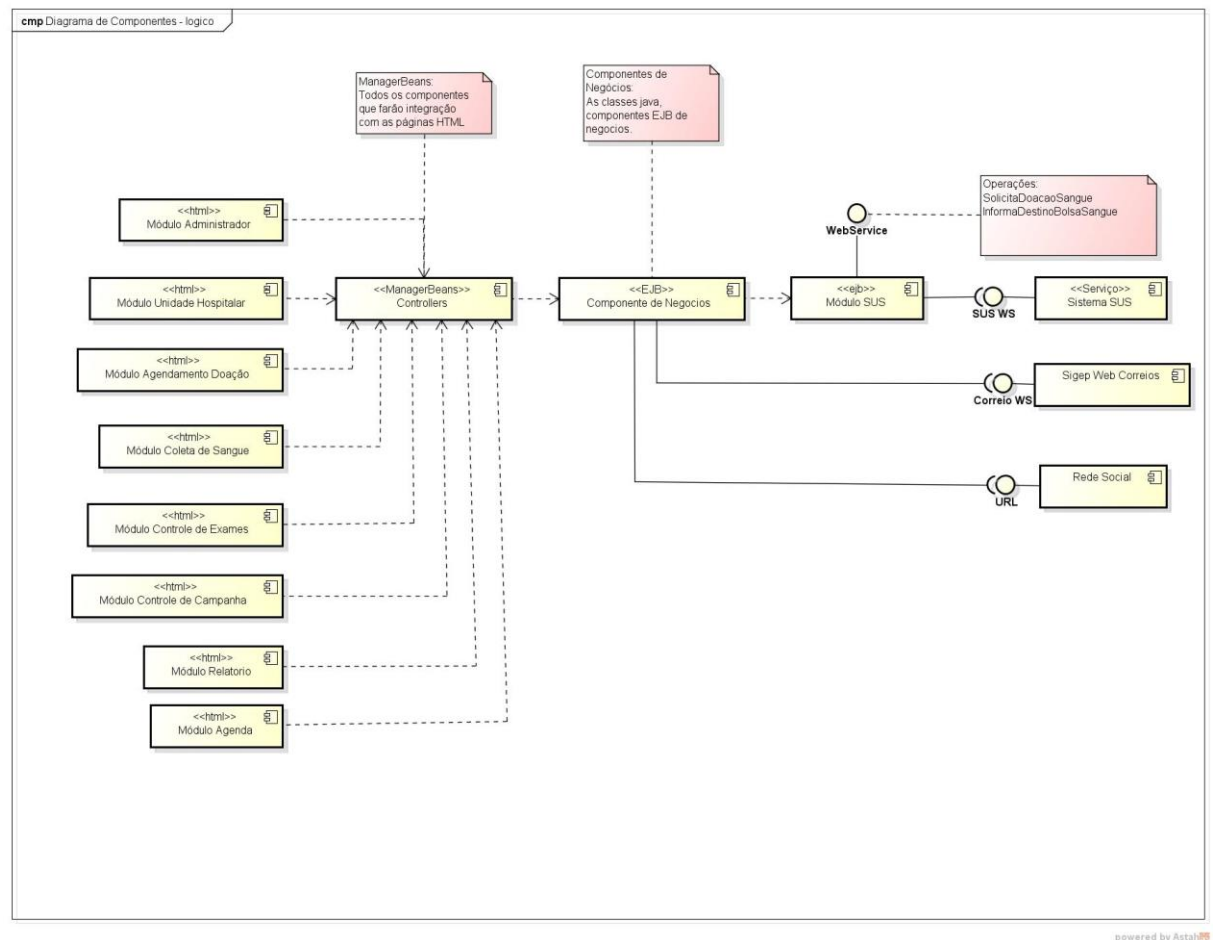 cmp Diagrama de Componentes - logico
ManagerBeans:
Todos os componentes
que farão integração
com as páginas HTML
Componentes de
Negócios:
As classes java,
componentes EJB de
negocios.
Operações:
SolicitaDoacaoSangue
InformaDestinoBolsaSangue
WebService
<<html>>
Módulo Administrador
<<html>>
Módulo Unidade Hospitalar
<<ManagerBeans>>
Controllers
<<EJB>>
Componente de Negocios
<<ejb>>
Módulo SUS
SUS WS
<<Serviço>>
Sistema SUS
<<html>>
Módulo Agendamento Doação
Correio WS
Sigep Web Correios
<<html>>
Módulo Coleta de Sangue
URL
Rede Social
<<html>>
Módulo Controle de Exames
<<html>>
Módulo Controle de Campanha
<<html>>
Módulo Relatorio
<<html>>
Módulo Agenda
powered by Astah